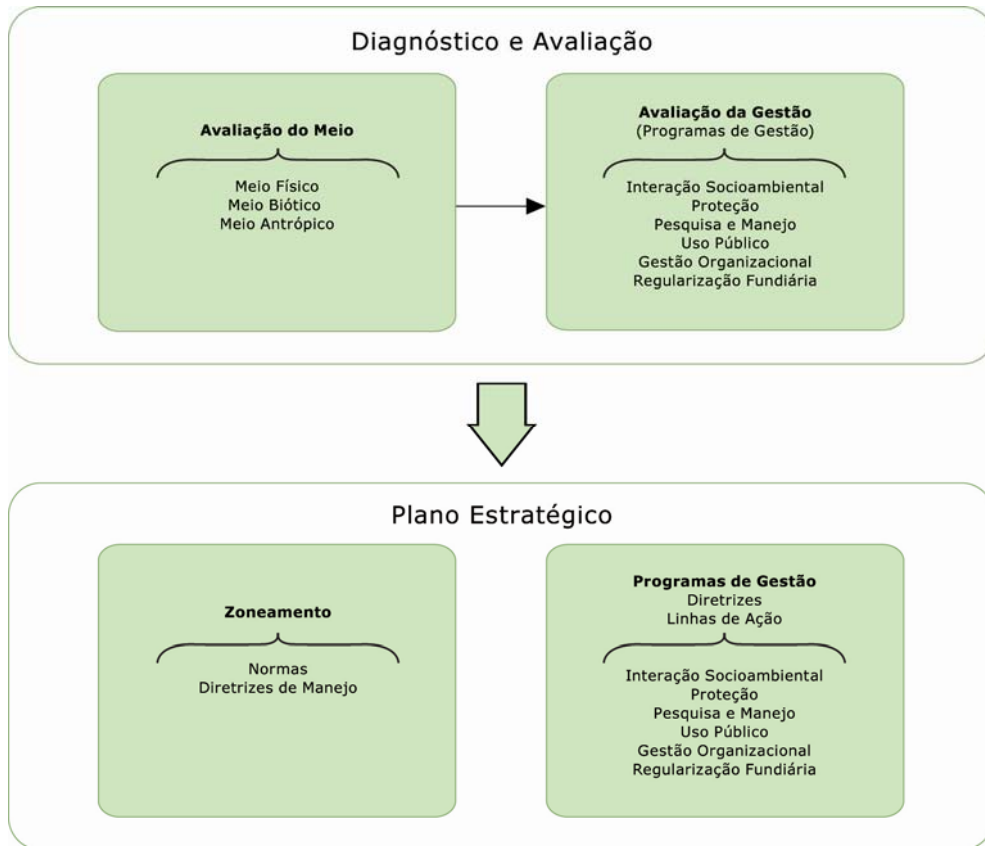 Diagnóstico e Avaliação
Avaliação do Meio
Meio Físico
Meio Biótico
Meio Antrópico
Avaliação da Gestão
(Programas de Gestão)
Interação Socioambiental
Proteção
Pesquisa e Manejo
Uso Público
Gestão Organizacional
Regularização Fundiária
Plano Estratégico
Zoneamento
Normas
Diretrizes de Manejo
Programas de Gestão
Diretrizes
Linhas de Ação
Interação Socioambiental
Proteção
Pesquisa e Manejo
Uso Público
Gestão Organizacional
Regularização Fundiária